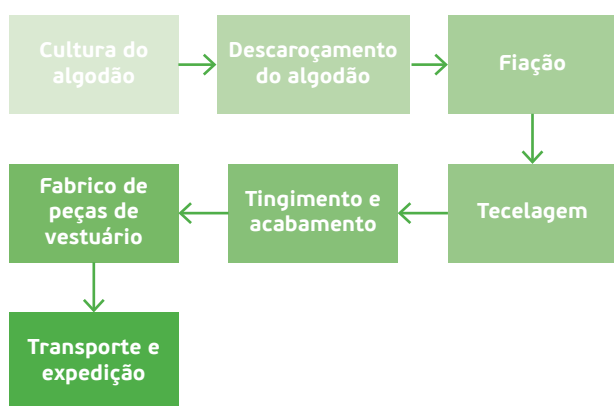 Cultura do
algodão
Descaroçamento
do algodão
Fiação
Tecelagem
Tingimento e
acabamento
Fabrico de
peças de
vestuário
Transporte e
expedição